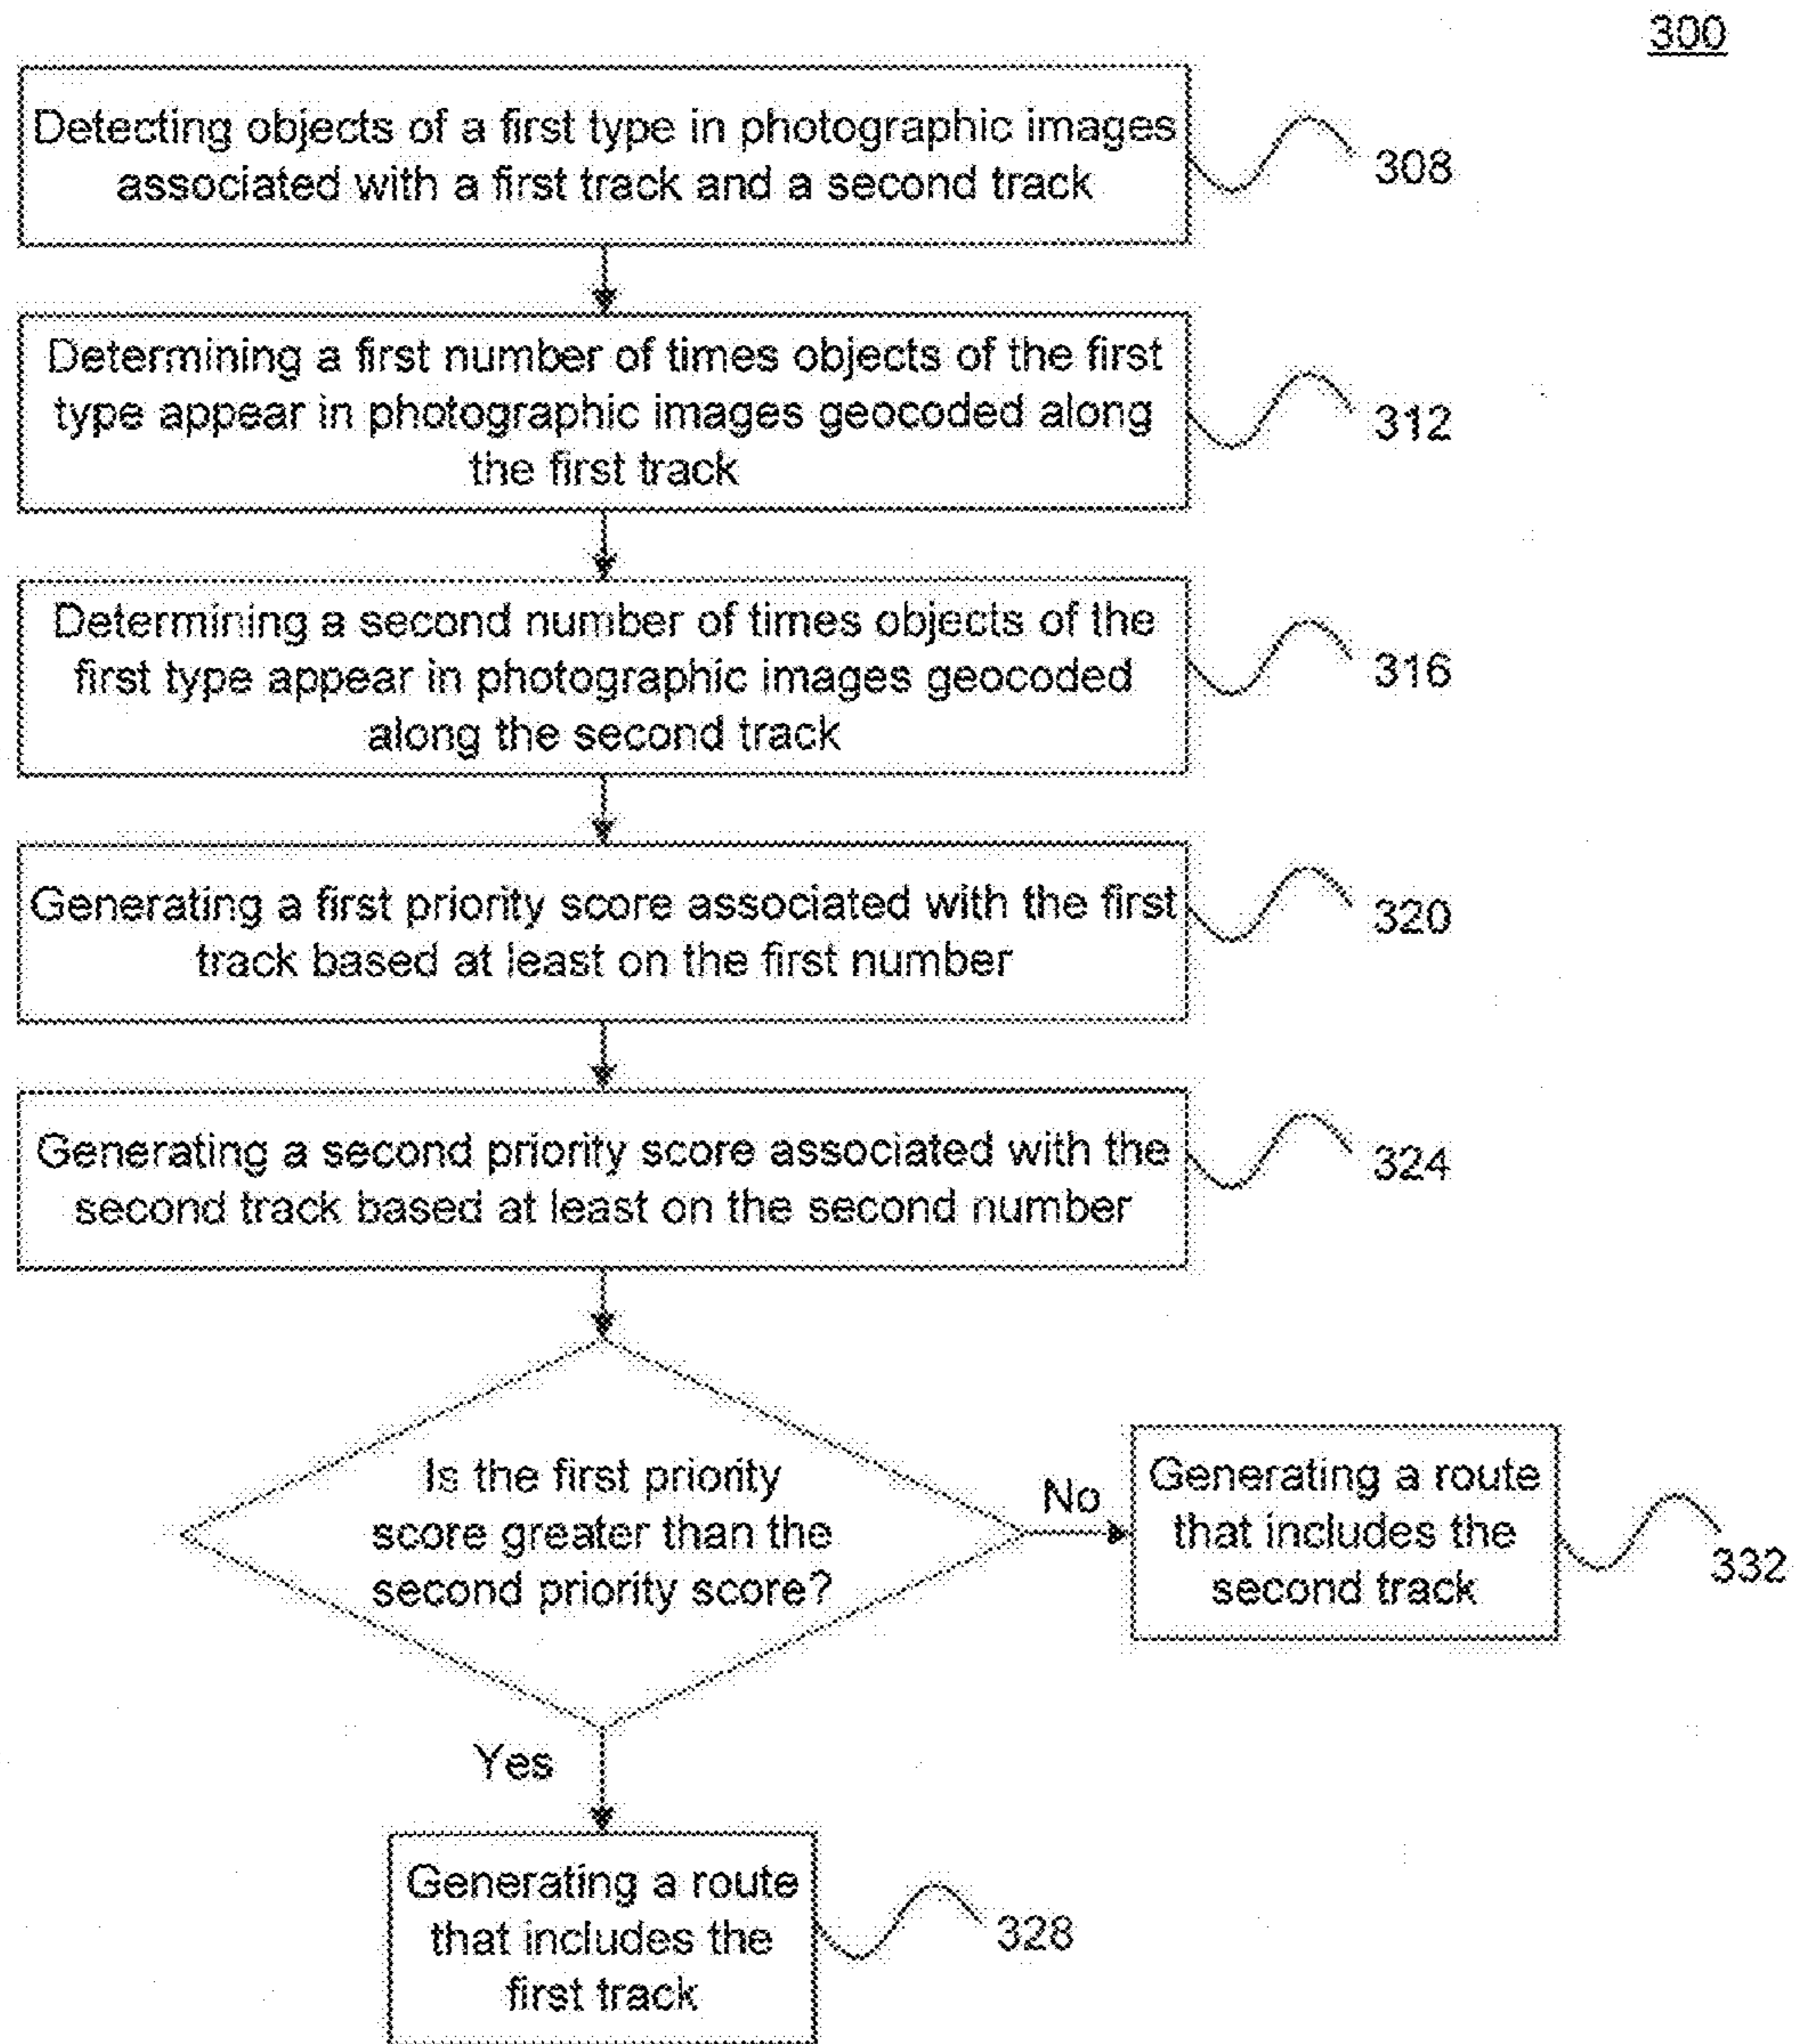 300
Detecting objects of a first type in photographic images
associated with a first track and a second track
308
Determining a first number of times objects of the first
type appear in photographic images geocoded along
the first track
312
Determining a second number of times objects of the
first type appear in photographic images geocoded
along the second track
316
Generating a first priority score associated with the first
track based at least on the first number
320
Generating a second priority score associated with the
second track based at least on the second number
324
Is the first priority
score greater than the
second priority score?
No
Generating a route
that includes the
second track
332
Yes
Generating a route
that includes the
first track
328